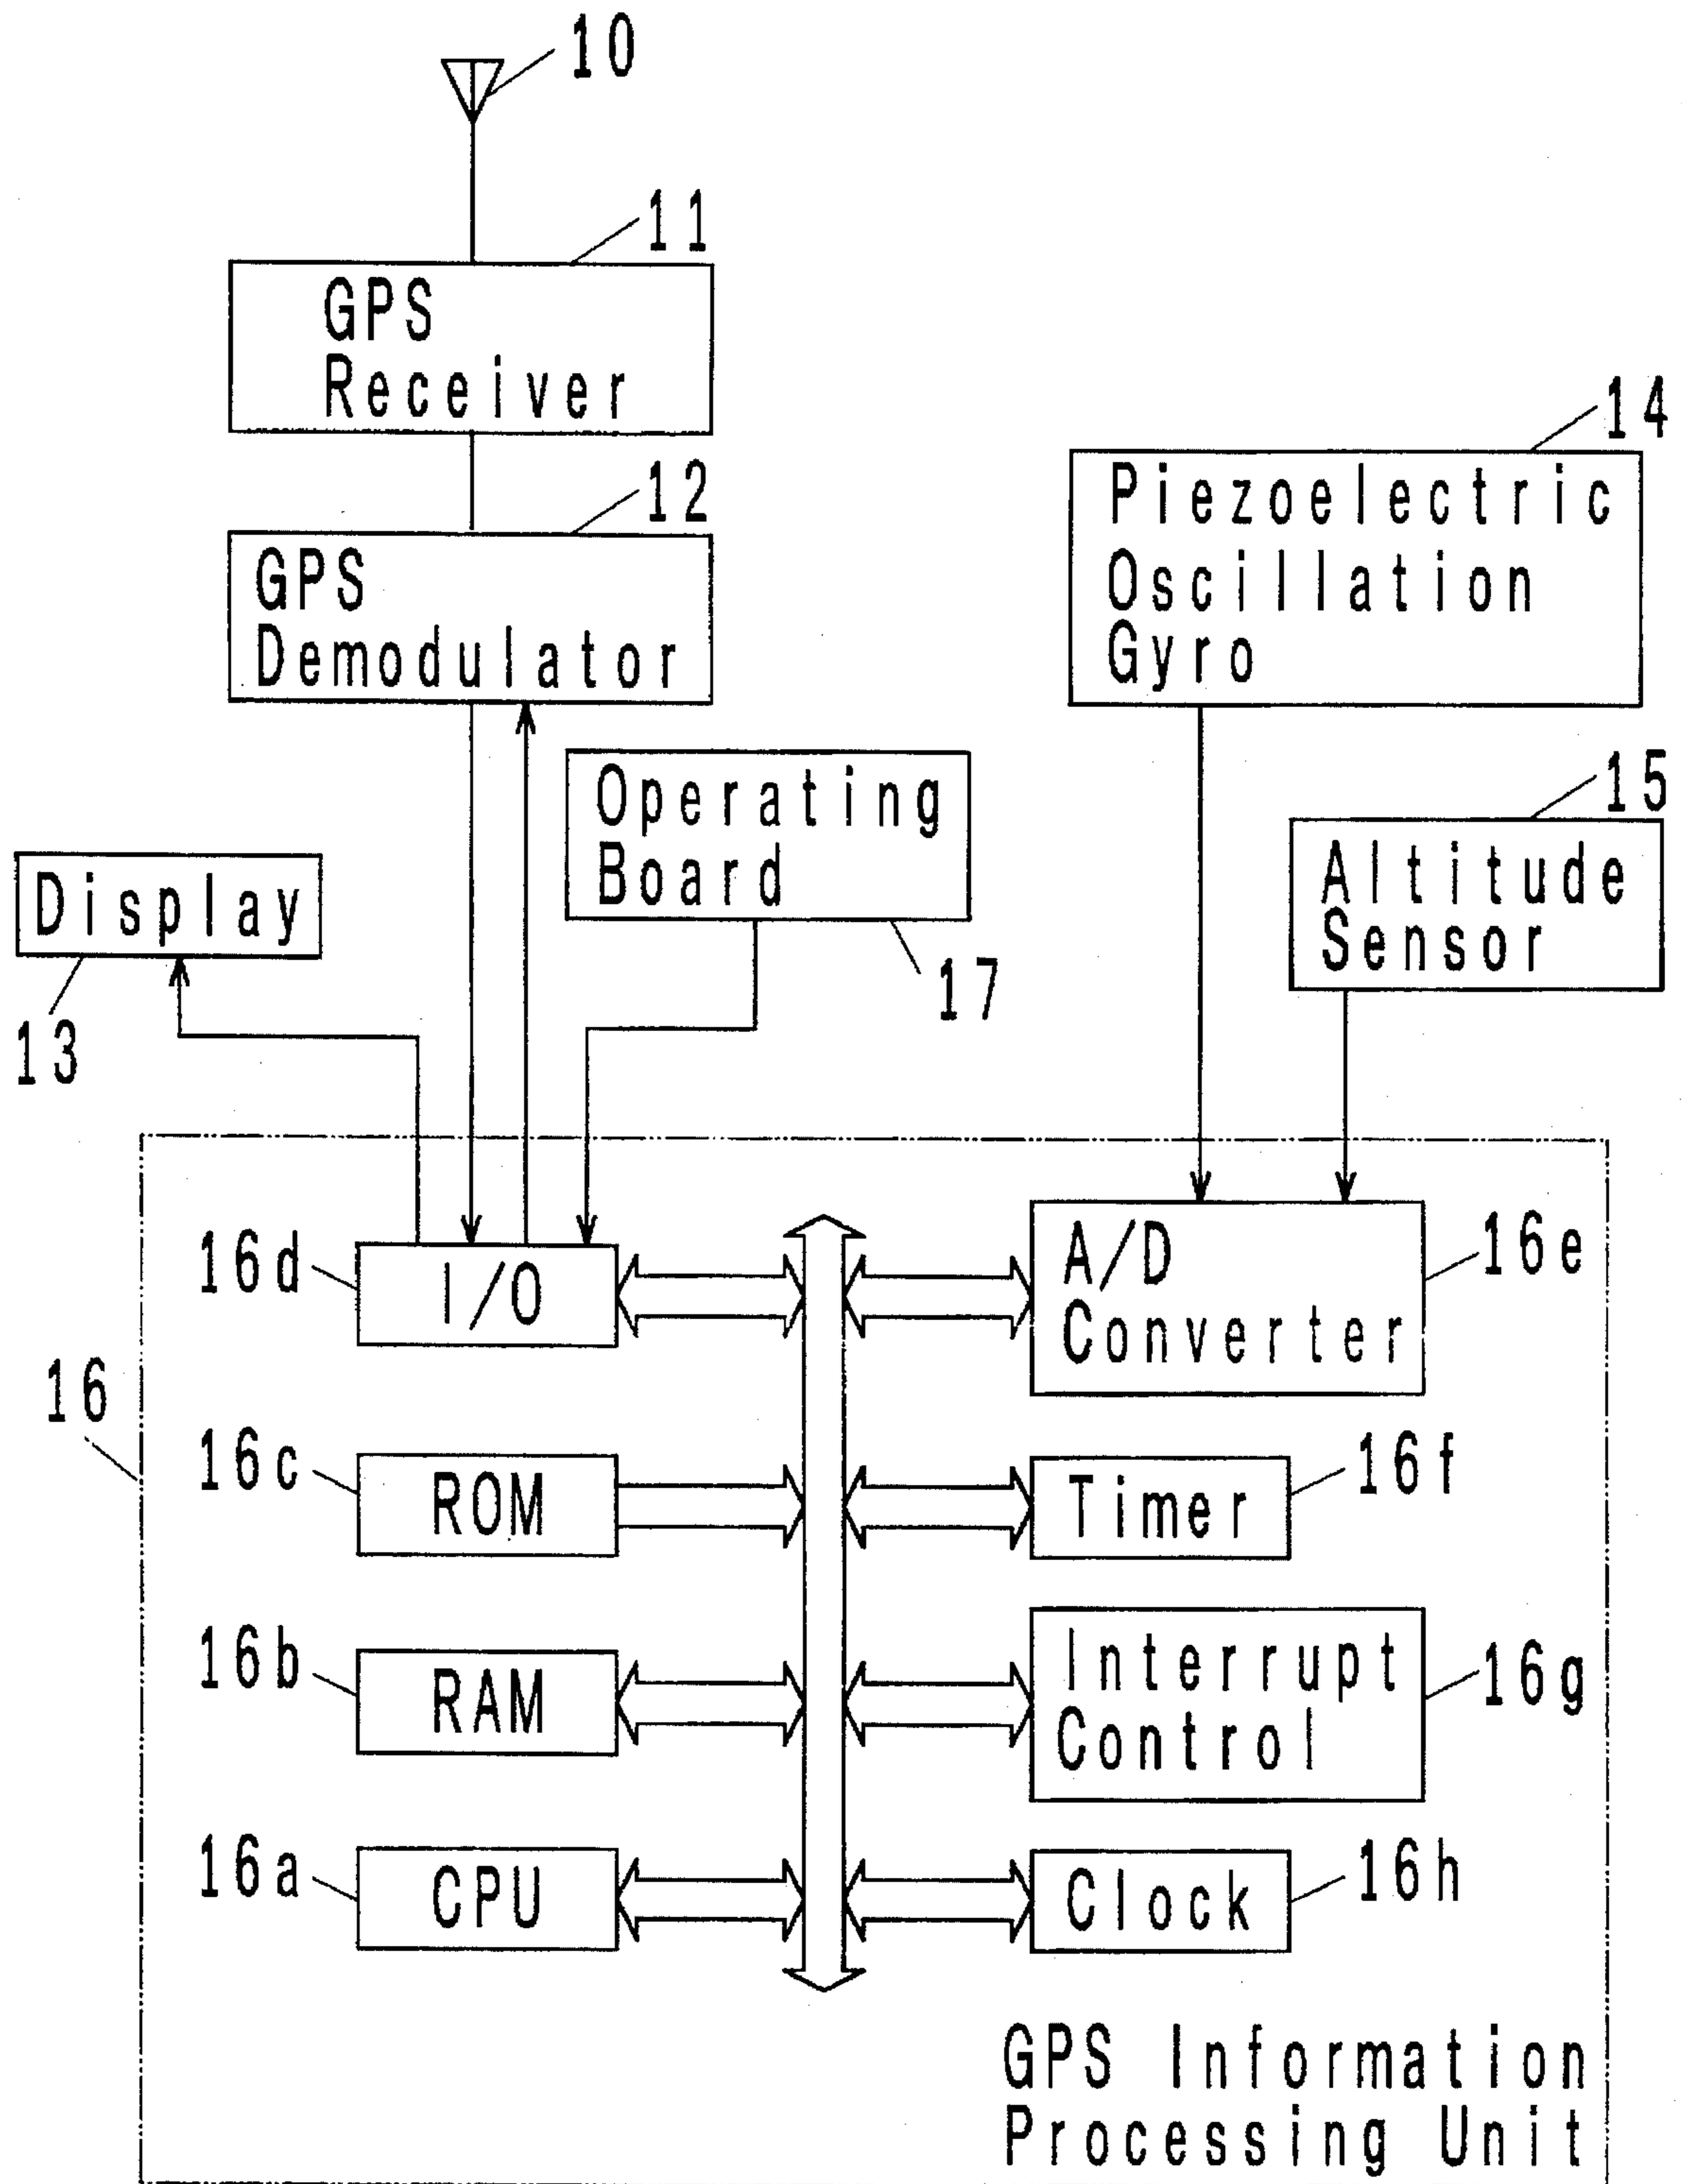 10
11
GPS
Receiver
12
GPS
Demodulator
14
Piezoelectric
Oscillation
Gyro
Operating
Board
17
15
Altitude
Sensor
Display
13
16
16d
I/O
16e
A/D
Converter
16c
ROM
16f
Timer
16b
RAM
16g
Interrupt
Control
16a
CPU
16h
Clock
GPS Information
Processing Unit